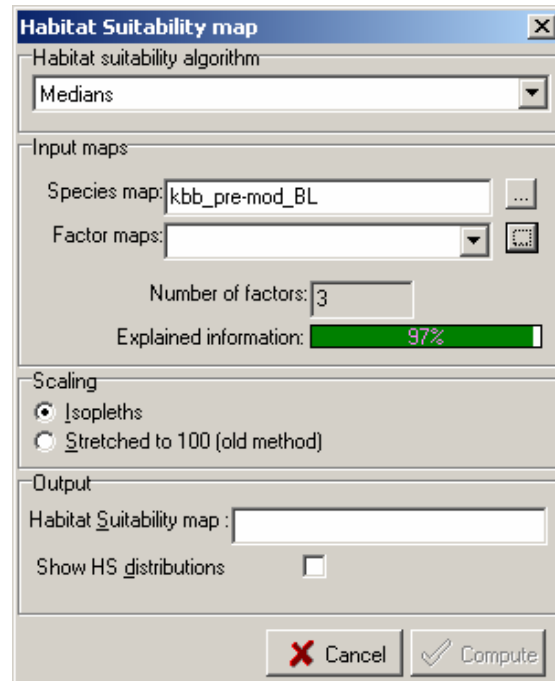 Habitat Suitability map
Habitat suitability algorithm
Medians
Input maps
Species map: kbb_pre-mod_BL ...
Factor maps: ...
Number of factors: 3
Explained information: 97%
Scaling
Isopleths
Stretched to 100 (old method)
Output
Habitat Suitability map :
Show HS distributions
Cancel Compute